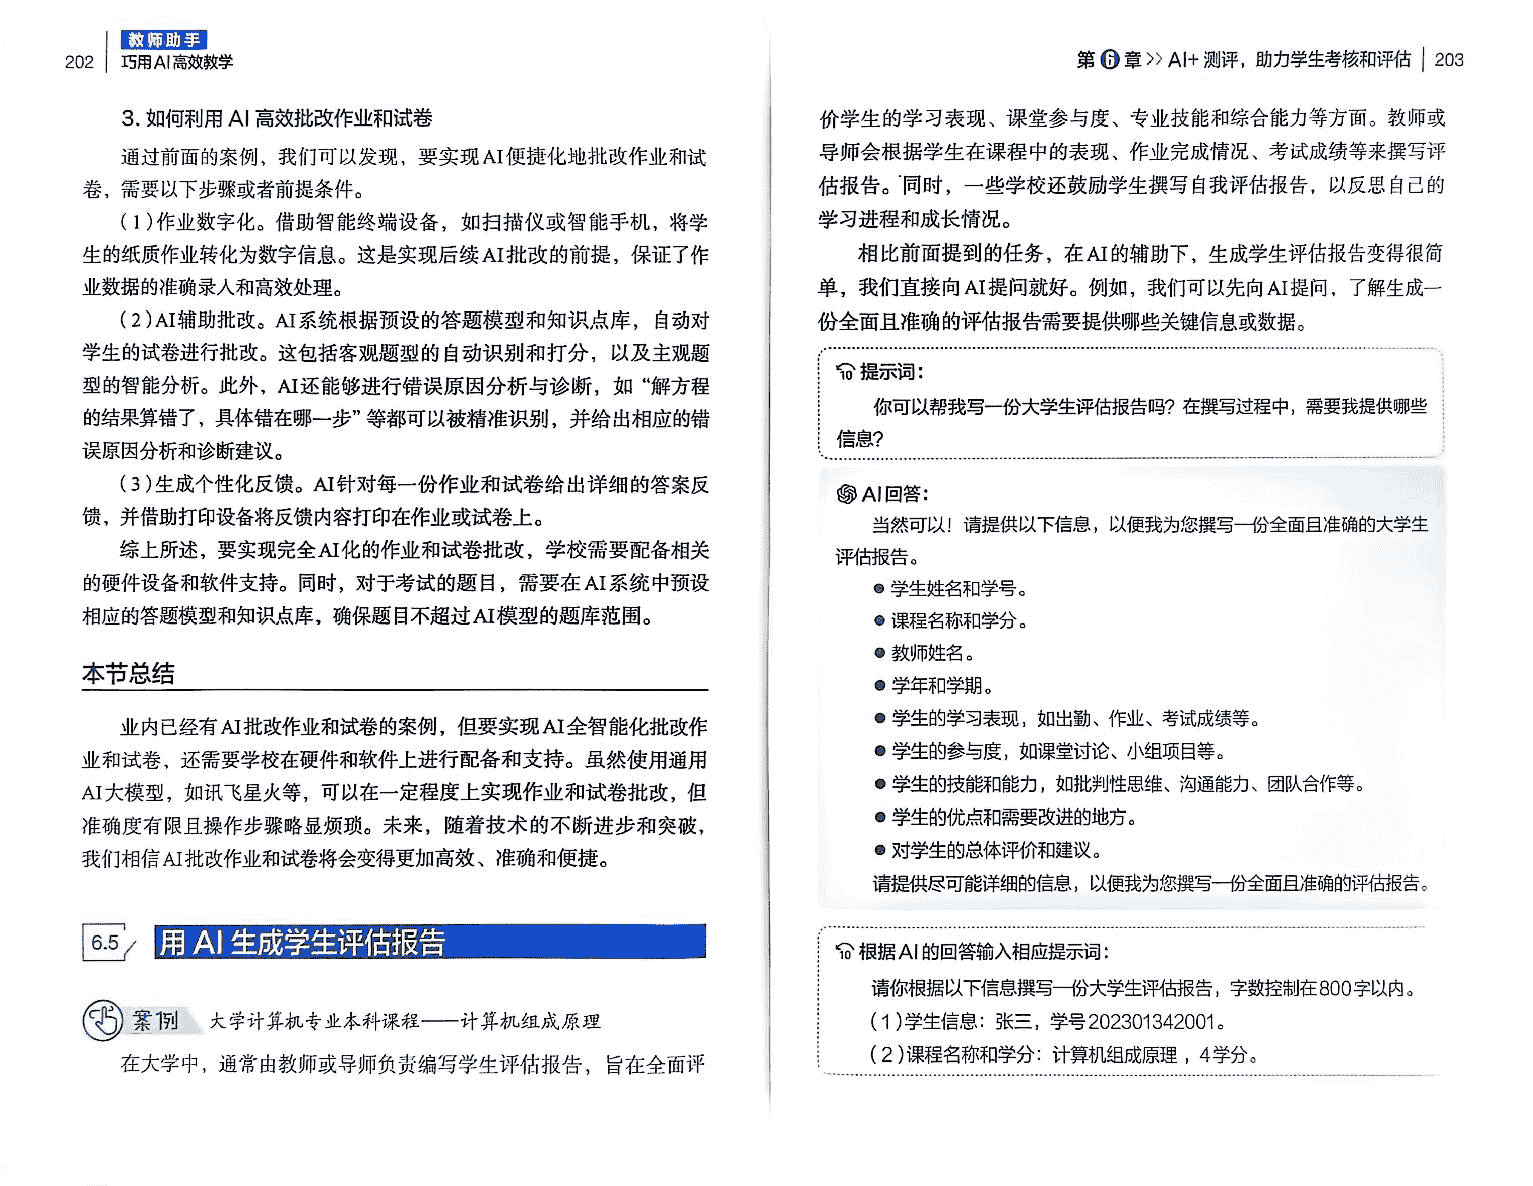 202
教师助手
巧用AI高效教学
3. 如何利用 AI 高效批改作业和试卷
通过前面的案例，我们可以发现，要实现AI便捷化地批改作业和试
卷，需要以下步骤或者前提条件。
（1）作业数字化。借助智能终端设备，如扫描仪或智能手机，将学
生的纸质作业转化为数字信息。这是实现后续AI批改的前提，保证了作
业数据的准确录人和高效处理。
（2）AI辅助批改。AI系统根据预设的答题模型和知识点库，自动对
学生的试卷进行批改。这包括客观题型的自动识别和打分，以及主观题
型的智能分析。此外，AI还能够进行错误原因分析与诊断，如“解方程
的结果算错了，具体错在哪一步”等都可以被精准识别，并给出相应的错
误原因分析和诊断建议。
（3）生成个性化反馈。AI针对每一份作业和试卷给出详细的答案反
馈，并借助打印设备将反馈内容打印在作业或试卷上。
综上所述，要实现完全AI化的作业和试卷批改，学校需要配备相关
的硬件设备和软件支持。同时，对于考试的题目，需要在AI系统中预设
相应的答题模型和知识点库，确保题目不超过AI模型的题库范围。
本节总结
业内已经有AI批改作业和试卷的案例，但要实现AI全智能化批改作
业和试卷，还需要学校在硬件和软件上进行配备和支持。虽然使用通用
AI大模型，如讯飞星火等，可以在一定程度上实现作业和试卷批改，但
准确度有限且操作步骤略显烦琐。未来，随着技术的不断进步和突破，
我们相信AI批改作业和试卷将会变得更加高效、准确和便捷。
6.5 用 AI 生成学生评估报告
案例 大学计算机专业本科课程——计算机组成原理
在大学中，通常由教师或导师负责编写学生评估报告，旨在全面评
第6章>> AI+ 测评，助力学生考核和评估 203
价学生的学习表现、课堂参与度、专业技能和综合能力等方面。教师或
导师会根据学生在课程中的表现、作业完成情况、考试成绩等来撰写评
估报告。同时，一些学校还鼓励学生撰写自我评估报告，以反思自己的
学习进程和成长情况。
相比前面提到的任务，在AI的辅助下，生成学生评估报告变得很简
单，我们直接向AI提问就好。例如，我们可以先向AI提问，了解生成一
份全面且准确的评估报告需要提供哪些关键信息或数据。
提示词：
你可以帮我写一份大学生评估报告吗？在撰写过程中，需要我提供哪些
信息？
AI回答：
当然可以！请提供以下信息，以便我为您撰写一份全面且准确的大学生
评估报告。
● 学生姓名和学号。
● 课程名称和学分。
● 教师姓名。
● 学年和学期。
● 学生的学习表现，如出勤、作业、考试成绩等。
● 学生的参与度，如课堂讨论、小组项目等。
● 学生的技能和能力，如批判性思维、沟通能力、团队合作等。
● 学生的优点和需要改进的地方。
● 对学生的总体评价和建议。
请提供尽可能详细的信息，以便我为您撰写一份全面且准确的评估报告。
根据AI的回答输入相应提示词：
请你根据以下信息撰写一份大学生评估报告，字数控制在800字以内。
（1）学生信息：张三，学号202301342001。
（2）课程名称和学分：计算机组成原理，4学分。